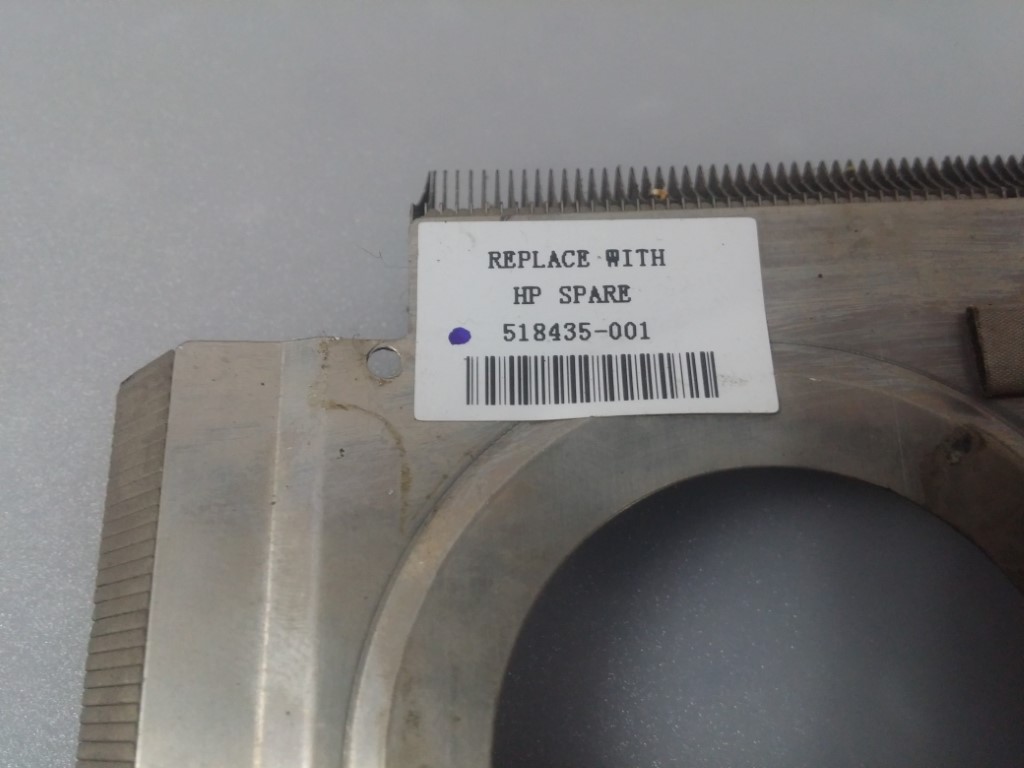 REPLACE WITH
HP SPARE
518435-001